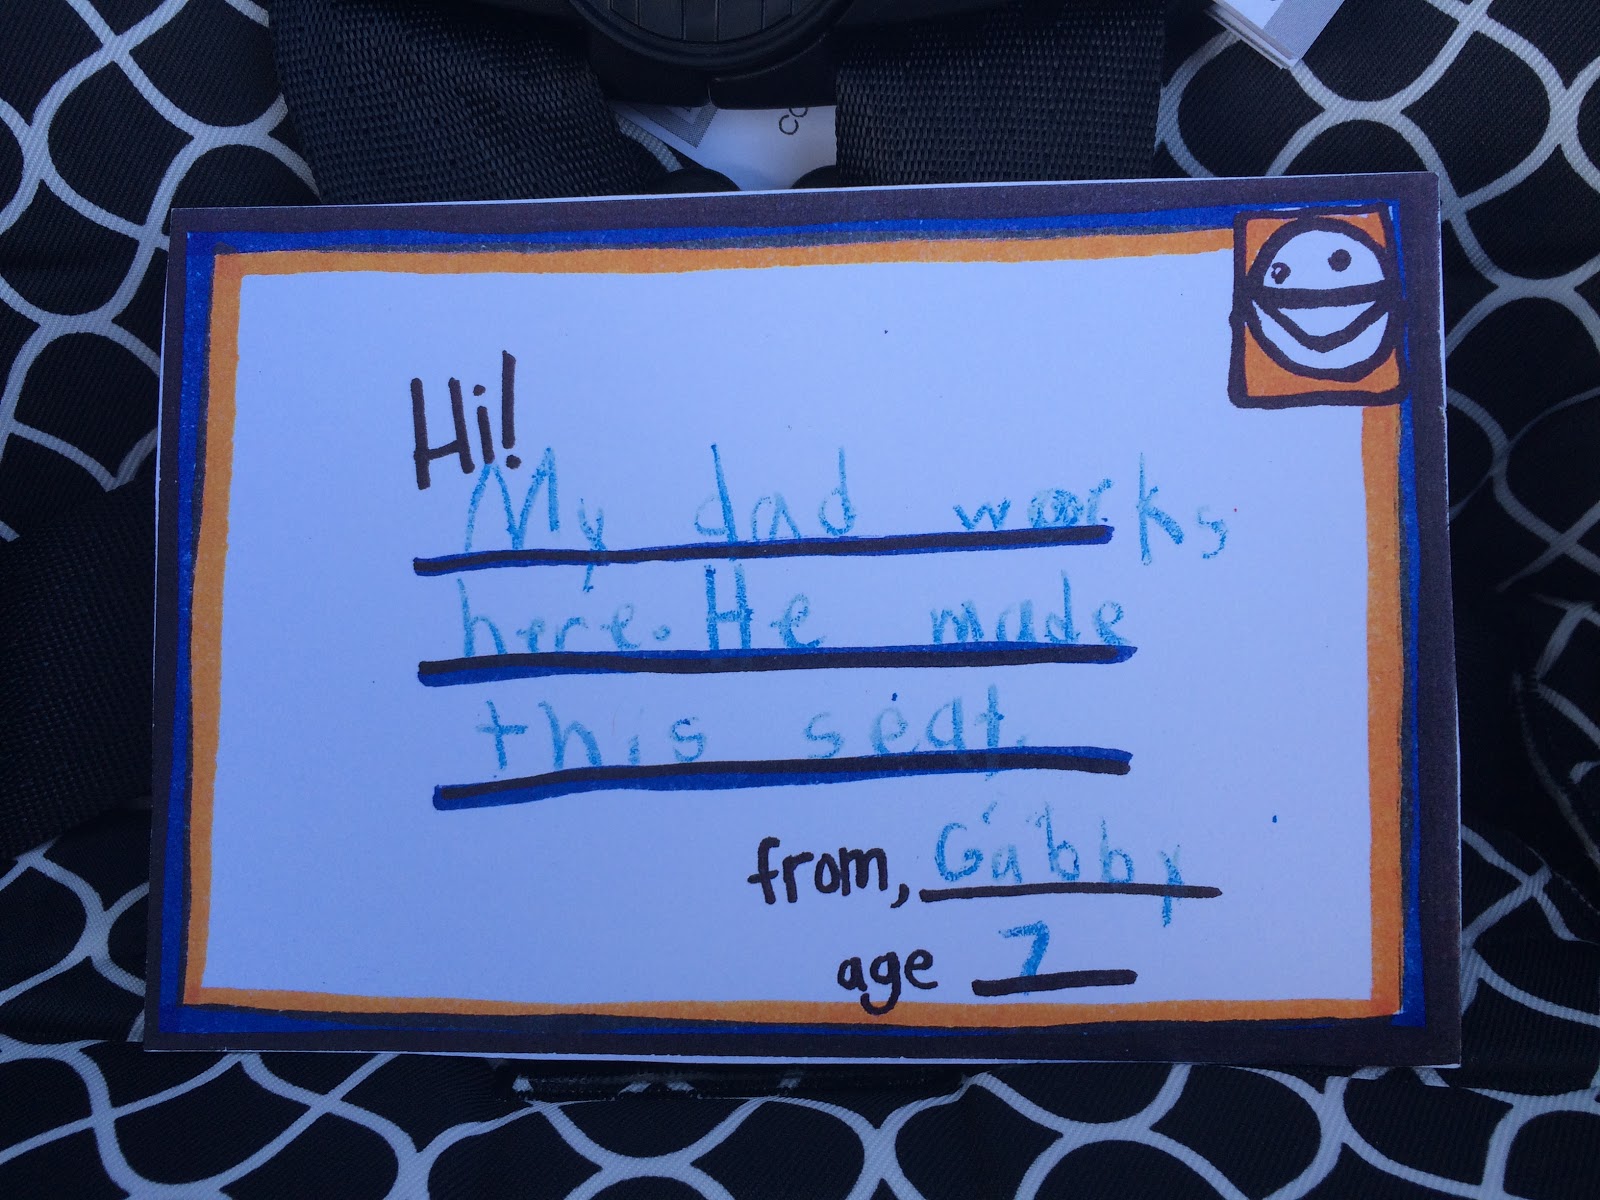 Hi!
My dad works
here. He made
this seat.
from, Gabby
age 7